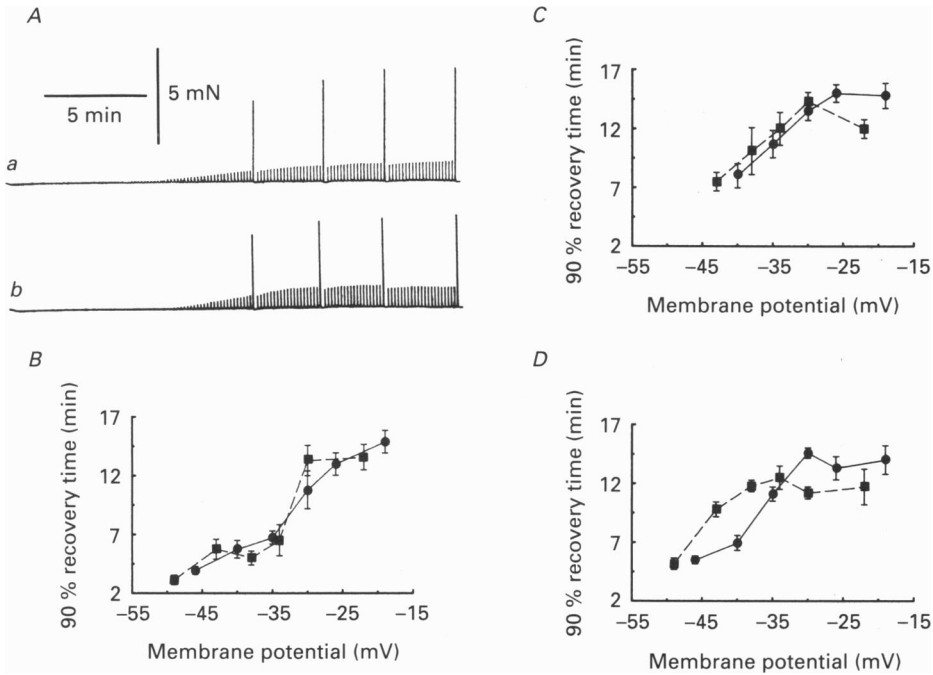 A
5 min
5 mN
a
b
B
90 % recovery time (min)
17
12
7
2
−55 −45 −35 −25 −15
Membrane potential (mV)
C
90 % recovery time (min)
17
12
7
2
−55 −45 −35 −25 −15
Membrane potential (mV)
D
90 % recovery time (min)
17
12
7
2
−55 −45 −35 −25 −15
Membrane potential (mV)